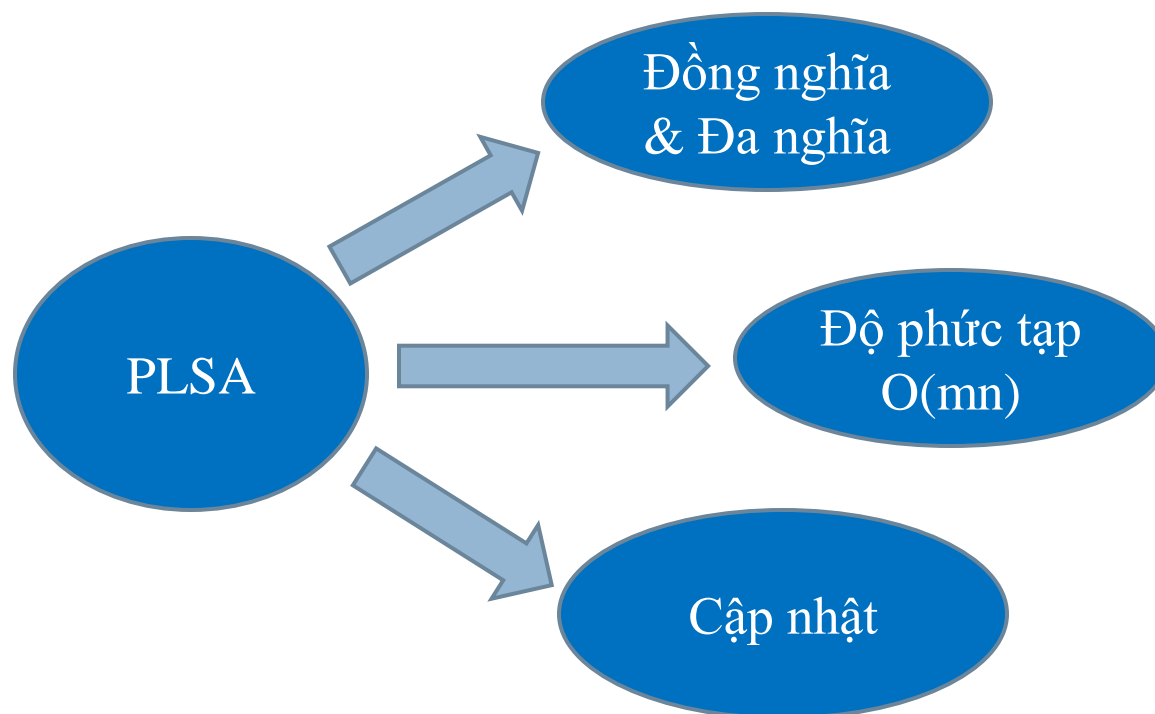 Đồng nghĩa
& Đa nghĩa
PLSA
Độ phức tạp
O(mn)
Cập nhật